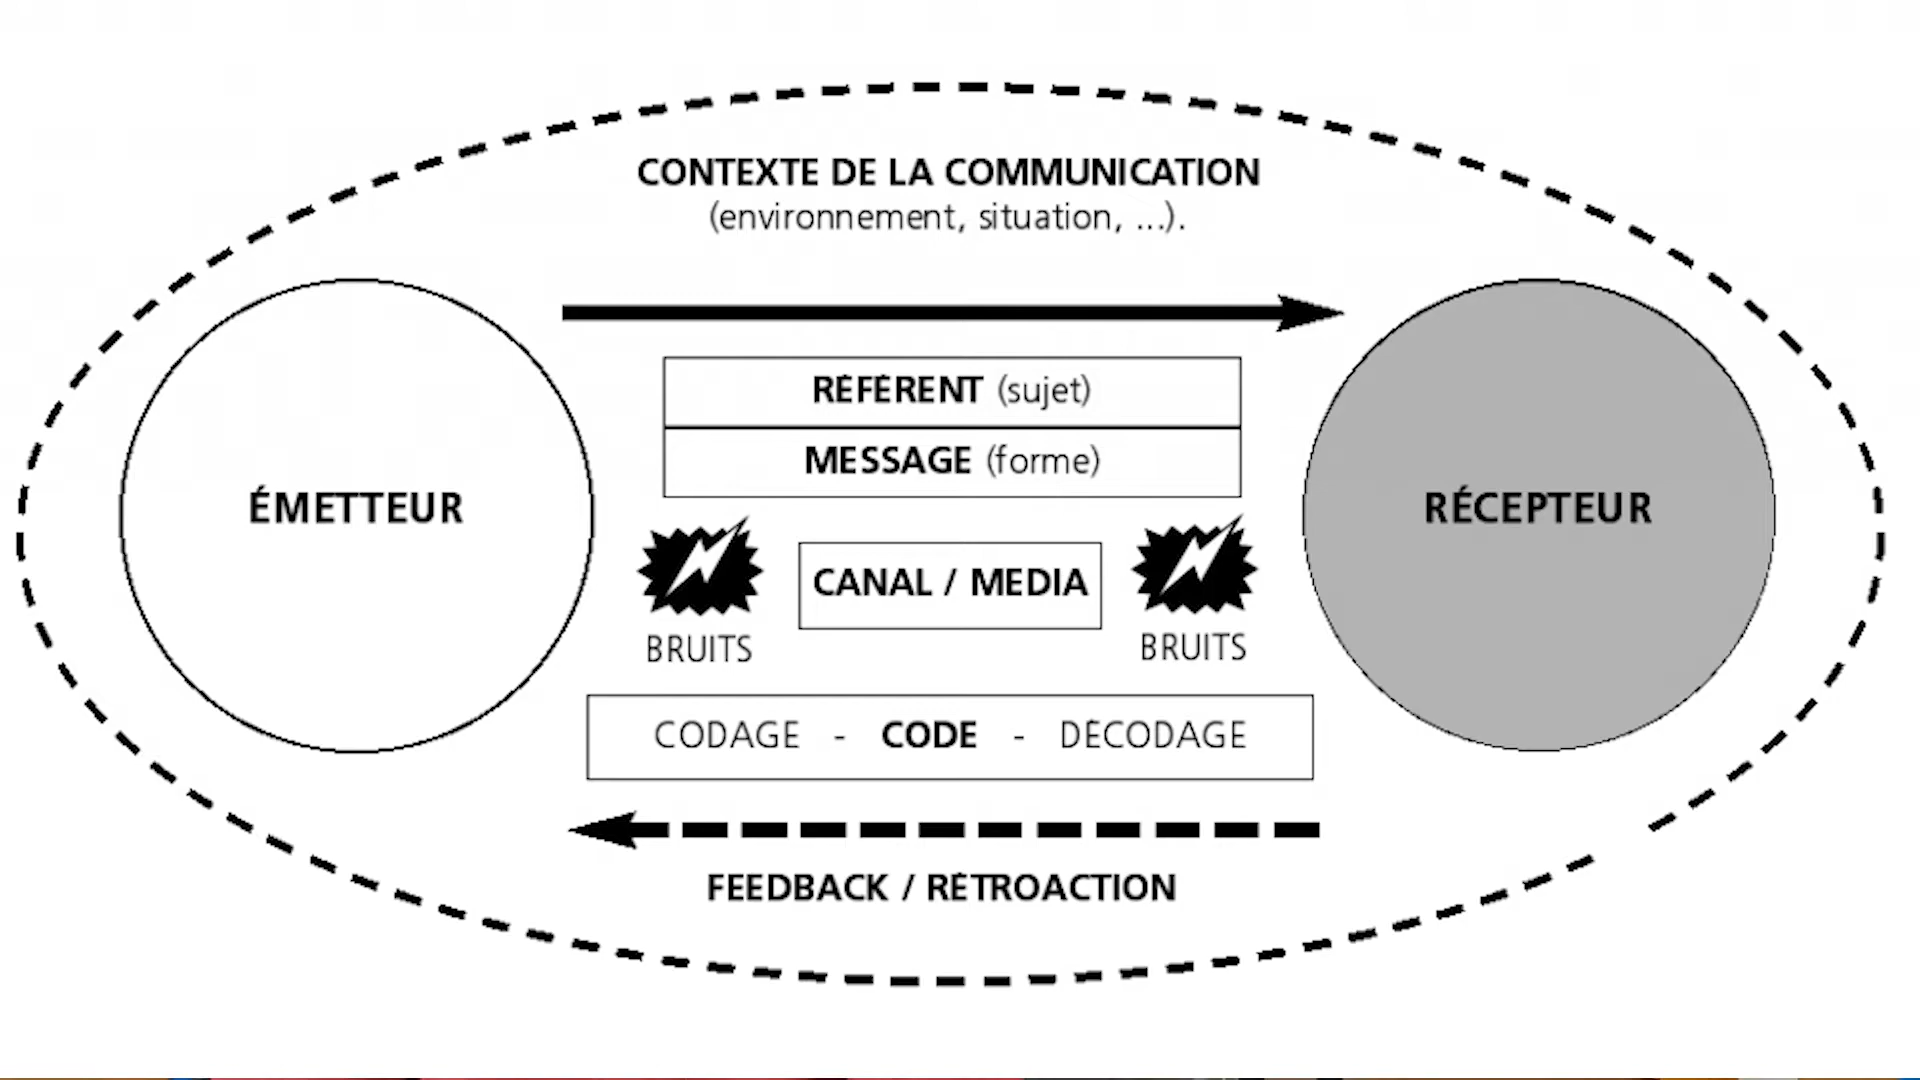 CONTEXTE DE LA COMMUNICATION
(environnement, situation, ...).
RÉFÉRENT (sujet)
MESSAGE (forme)
ÉMETTEUR
RÉCEPTEUR
CANAL / MEDIA
BRUITS
BRUITS
CODAGE - CODE - DÉCODAGE
FEEDBACK / RÉTROACTION